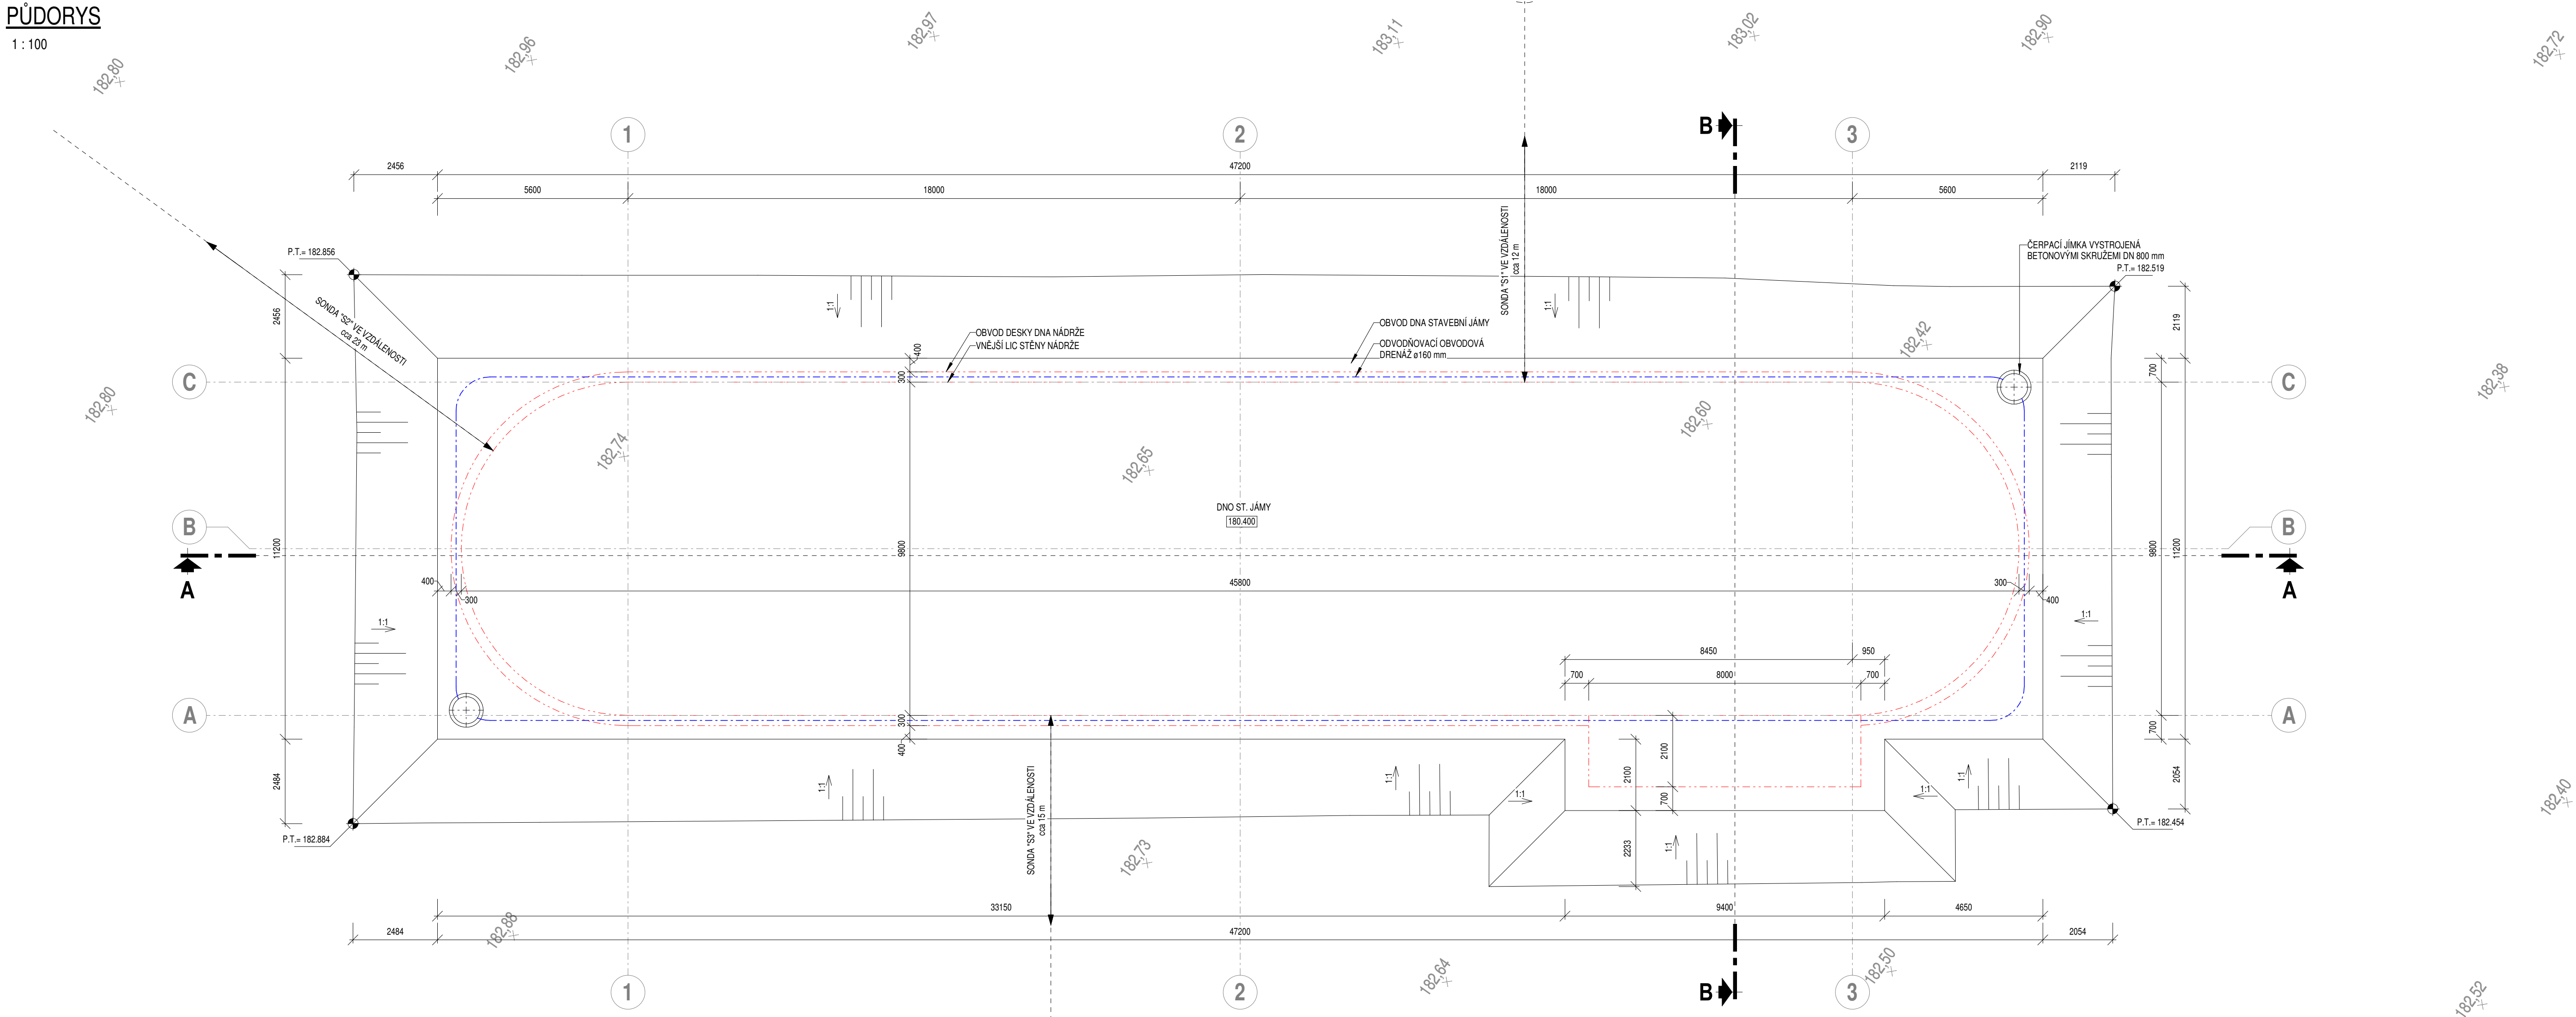 PŮDORYS
1 : 100
182,80
182,96
182,97
183,11
183,02
182,90
182,72
1
2
B
3
2456
47200
2119
5600
18000
18000
5600
P.T.= 182.856
SONDA "S2" VE VZDÁLENOSTI
cca 23 m
SONDA "S1" VE VZDÁLENOSTI
cca 12 m
ČERPACÍ JÍMKA VYSTROJENÁ
BETONOVÝMI SKRUŽEMI DN 800 mm
P.T.= 182.519
2456
1:1
1:1
2119
OBVOD DESKY DNA NÁDRŽE
VNĚJŠÍ LIC STĚNY NÁDRŽE
400
OBVOD DNA STAVEBNÍ JÁMY
ODVODŇOVACÍ OBVODOVÁ
DRENÁŽ ø160 mm
182,42
C
300
700
C
182,80
182,38
182,74
182,65
182,60
DNO ST. JÁMY
180.400
B
B
11200
9800
9800
11200
A
A
400
300
45800
300
400
1:1
1:1
8450
950
700
8000
700
A
300
400
2100
2100
700
700
A
2484
1:1
1:1
1:1
1:1
1:1
2054
182,40
P.T.= 182.884
SONDA "S3" VE VZDÁLENOSTI
cca 15 m
P.T.= 182.454
2233
1:1
182,73
33150
9400
4650
182,88
2484
47200
2054
182,64
182,50
1
2
B
3
182,52